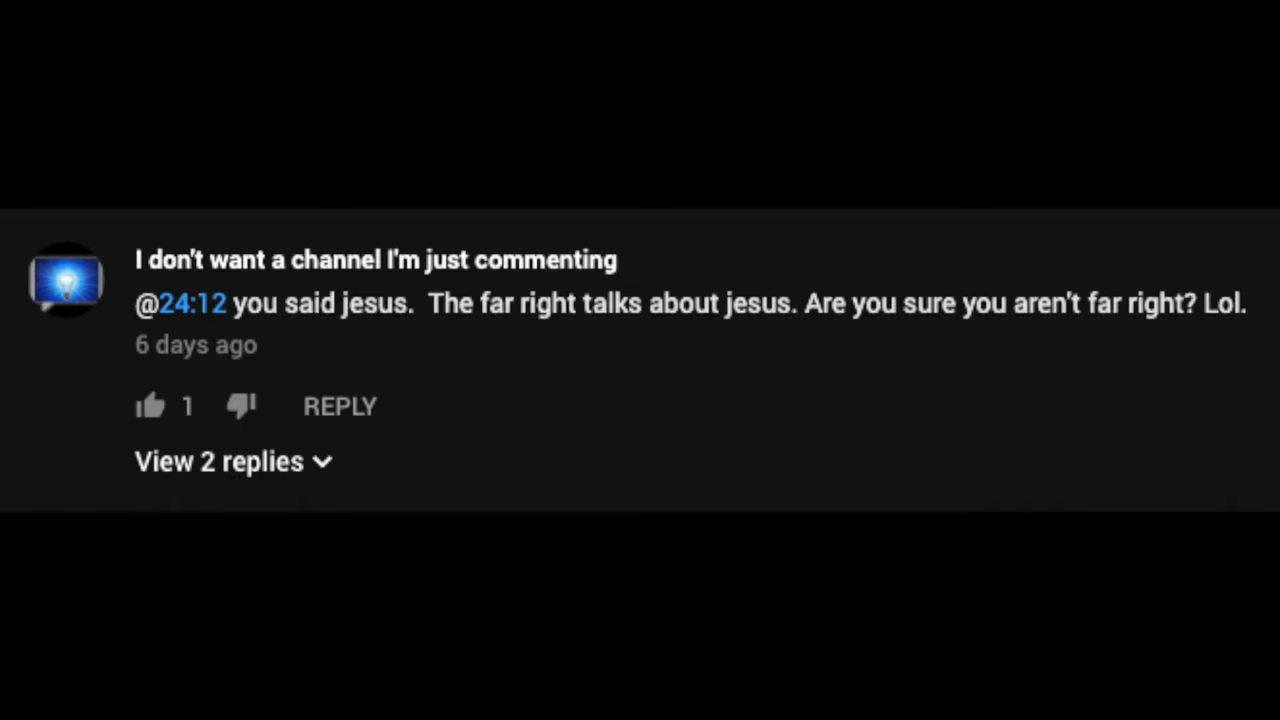 I don't want a channel I'm just commenting
@24:12 you said jesus.  The far right talks about jesus. Are you sure you aren't far right? Lol.
6 days ago
1 REPLY
View 2 replies